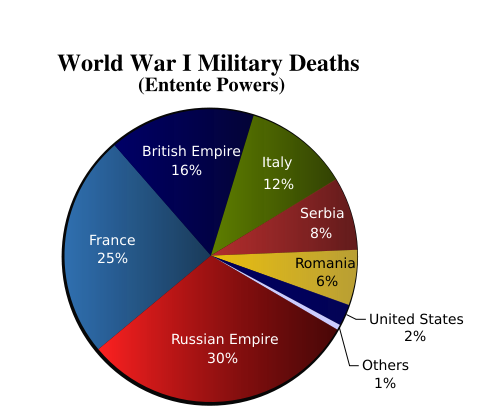 World War I Military Deaths
(Entente Powers)
British Empire
16%
Italy
12%
Serbia
8%
France
25%
Romania
6%
United States
2%
Russian Empire
30%
Others
1%